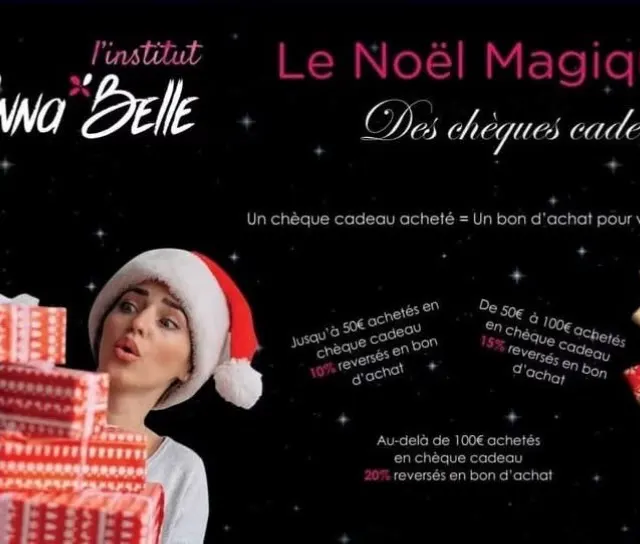 l'institut
nna Belle
Le Noël Magiq
Des chèques cade
Un chèque cadeau acheté = Un bon d'achat pour v
Jusqu'à 50€ achetés en
chèque cadeau
10% reversés en bon
d'achat
De 50€ à 100€ achetés
en chèque cadeau
15% reversés en bon
d'achat
Au-delà de 100€ achetés
en chèque cadeau
20% reversés en bon d'achat